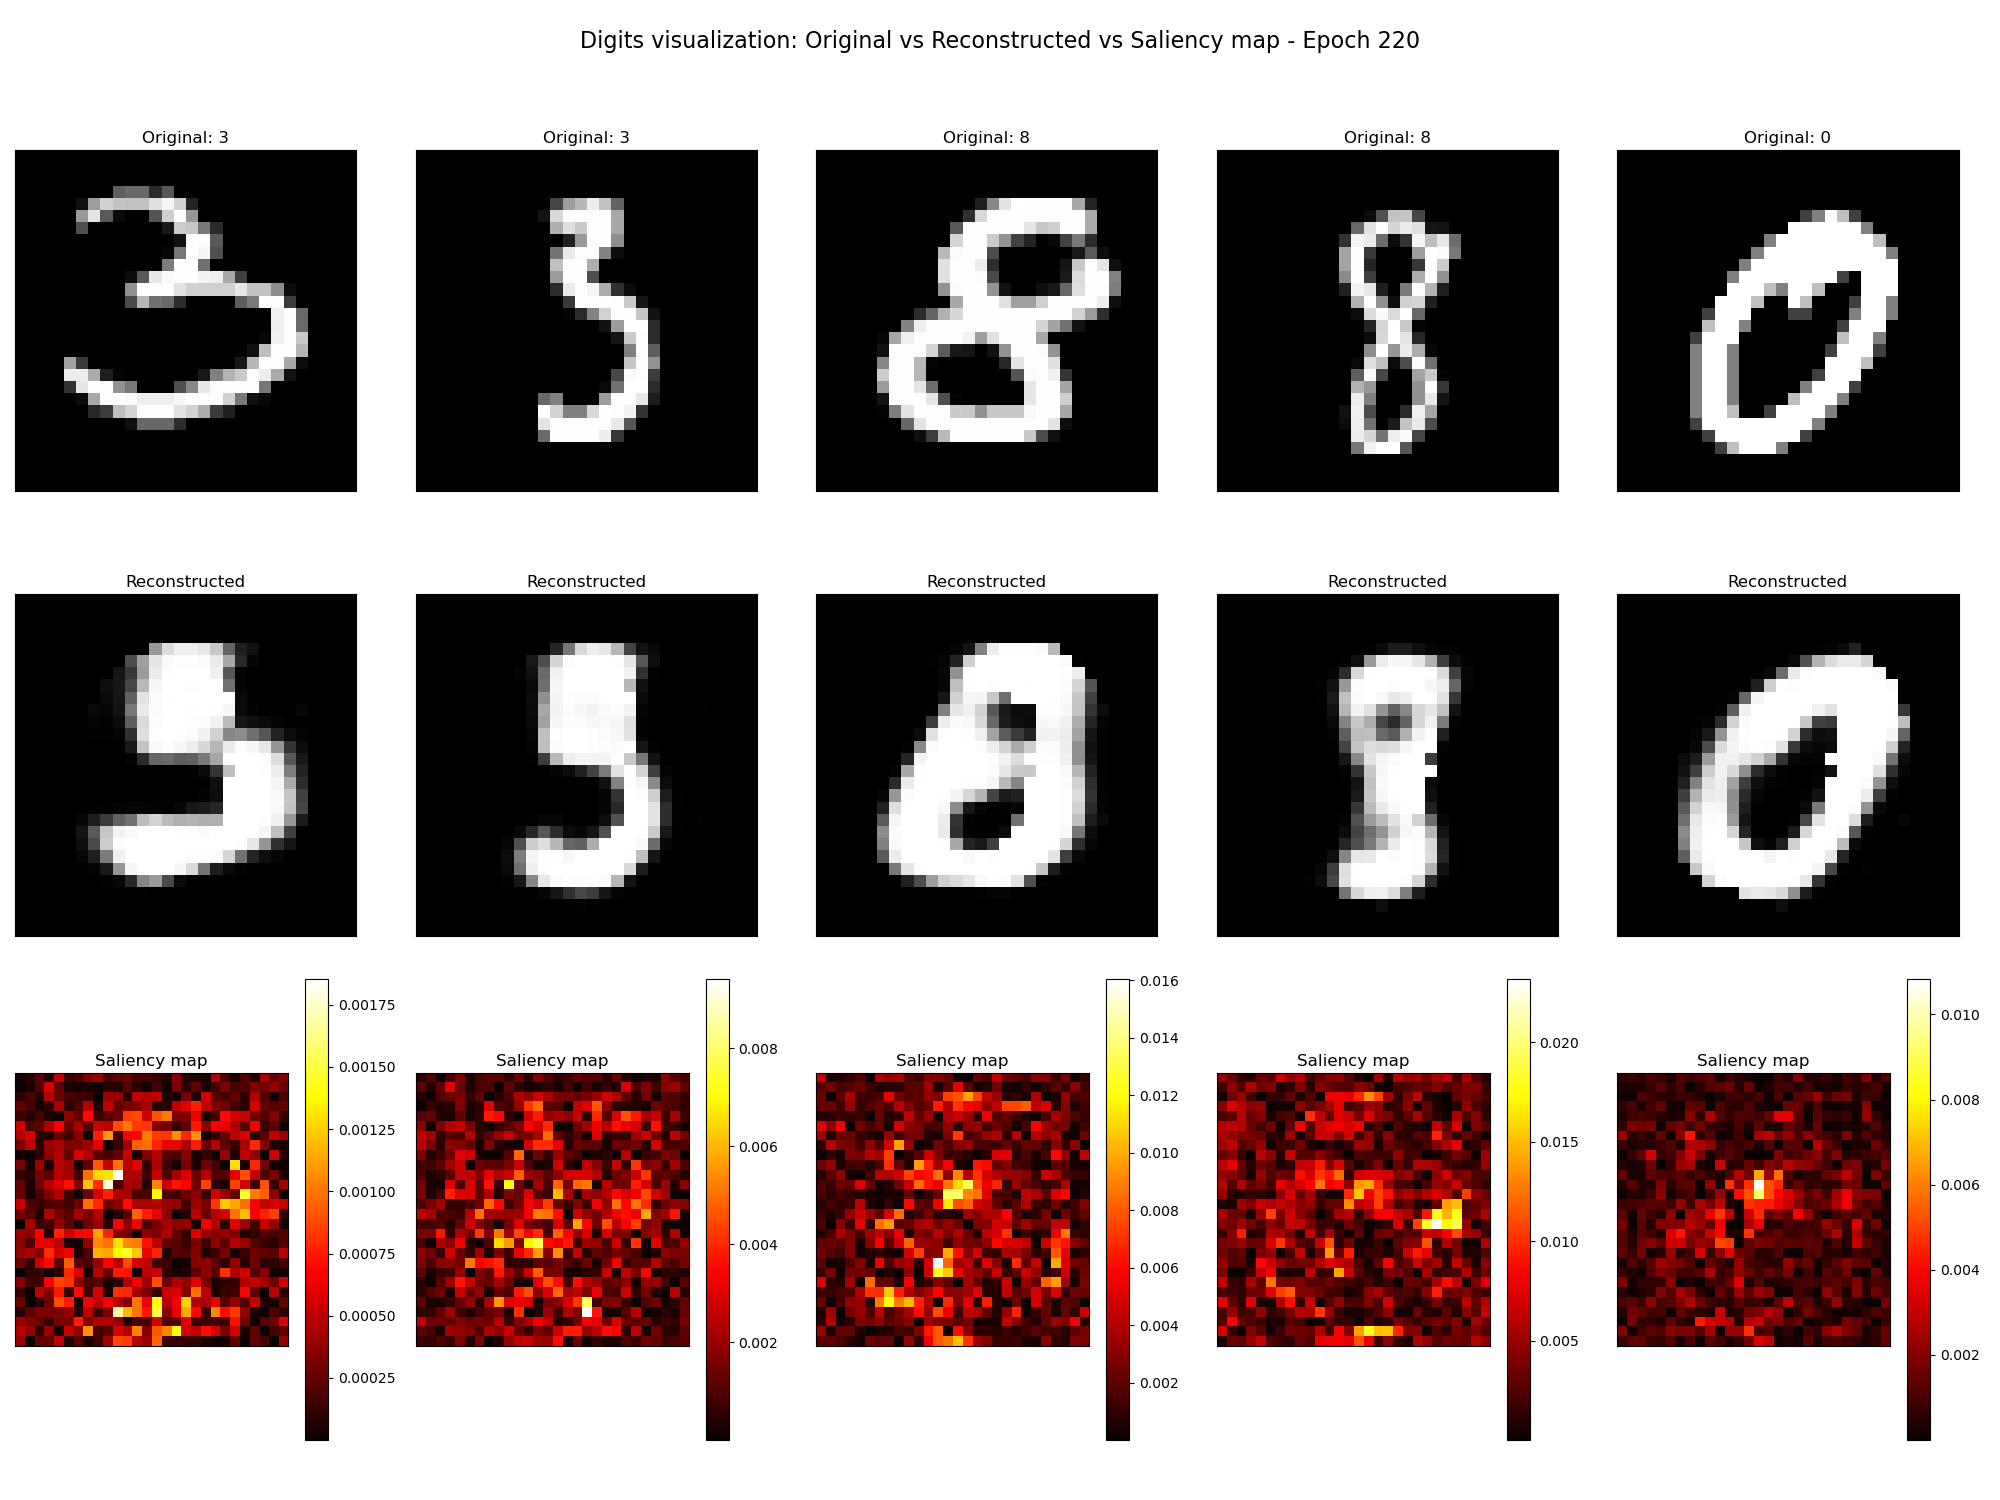 Digits visualization: Original vs Reconstructed vs Saliency map - Epoch 220
Original: 3
Original: 3
Original: 8
Original: 8
Original: 0
Reconstructed
Reconstructed
Reconstructed
Reconstructed
Reconstructed
Saliency map
0.00175
0.00150
0.00125
0.00100
0.00075
0.00050
0.00025
Saliency map
0.008
0.006
0.004
0.002
Saliency map
0.016
0.014
0.012
0.010
0.008
0.006
0.004
0.002
Saliency map
0.020
0.015
0.010
0.005
Saliency map
0.010
0.008
0.006
0.004
0.002